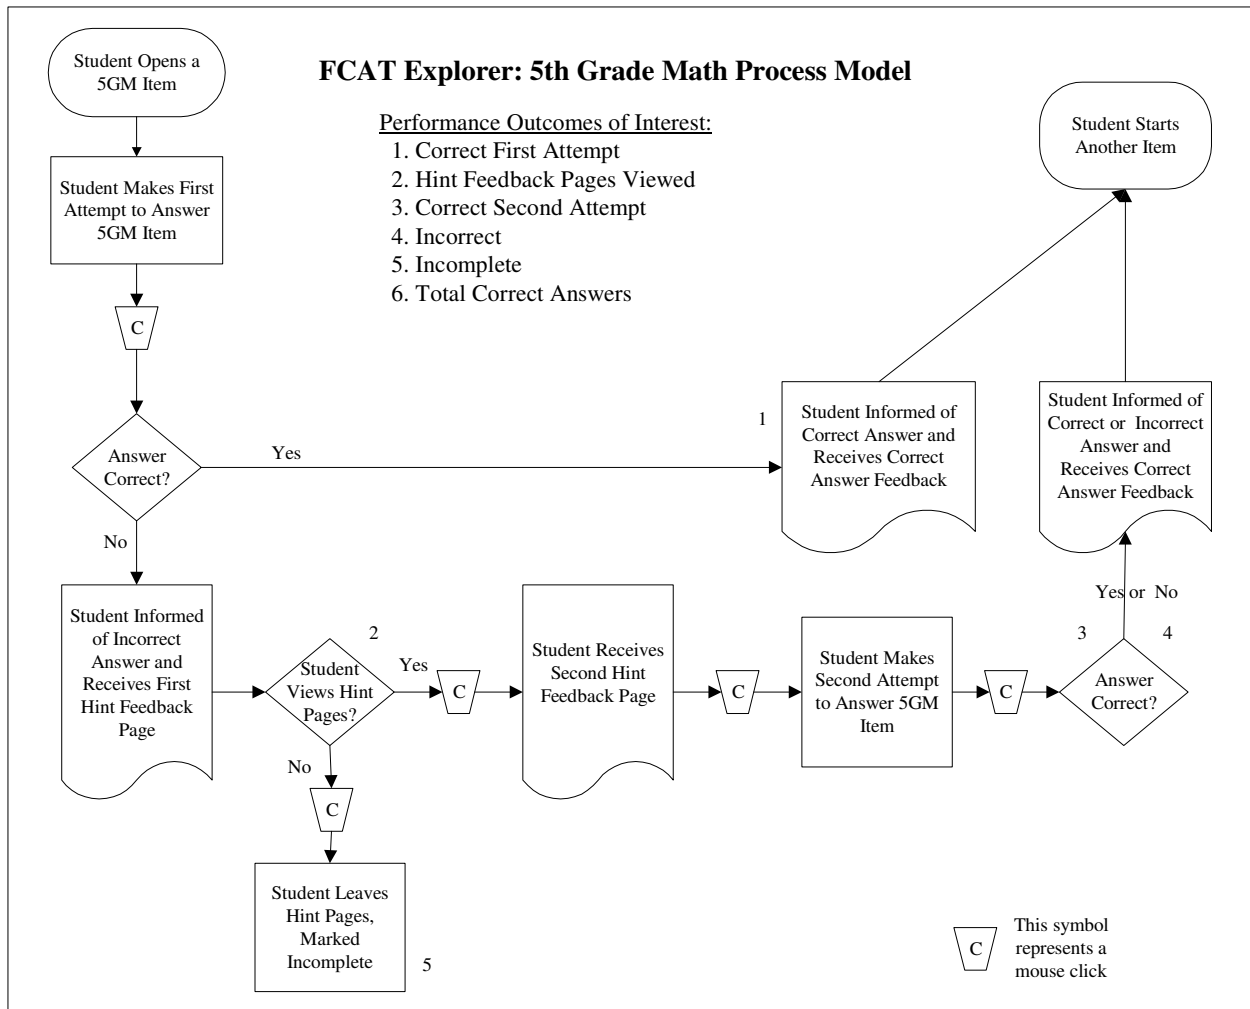 Student Opens a
5GM Item
FCAT Explorer: 5th Grade Math Process Model
Performance Outcomes of Interest:
1. Correct First Attempt
2. Hint Feedback Pages Viewed
3. Correct Second Attempt
4. Incorrect
5. Incomplete
6. Total Correct Answers
Student Starts
Another Item
Student Makes First
Attempt to Answer
5GM Item
C
Answer
Correct?
Yes
No
1
Student Informed of
Correct Answer and
Receives Correct
Answer Feedback
Student Informed of
Correct or Incorrect
Answer and
Receives Correct
Answer Feedback
Student Informed
of Incorrect
Answer and
Receives First
Hint Feedback
Page
2
Student
Views Hint
Pages?
Yes
C
No
C
Student Receives
Second Hint
Feedback Page
C
Student Makes
Second Attempt
to Answer 5GM
Item
C
Yes or No
3
4
Answer
Correct?
Student Leaves
Hint Pages,
Marked
Incomplete
5
C
This symbol
represents a
mouse click